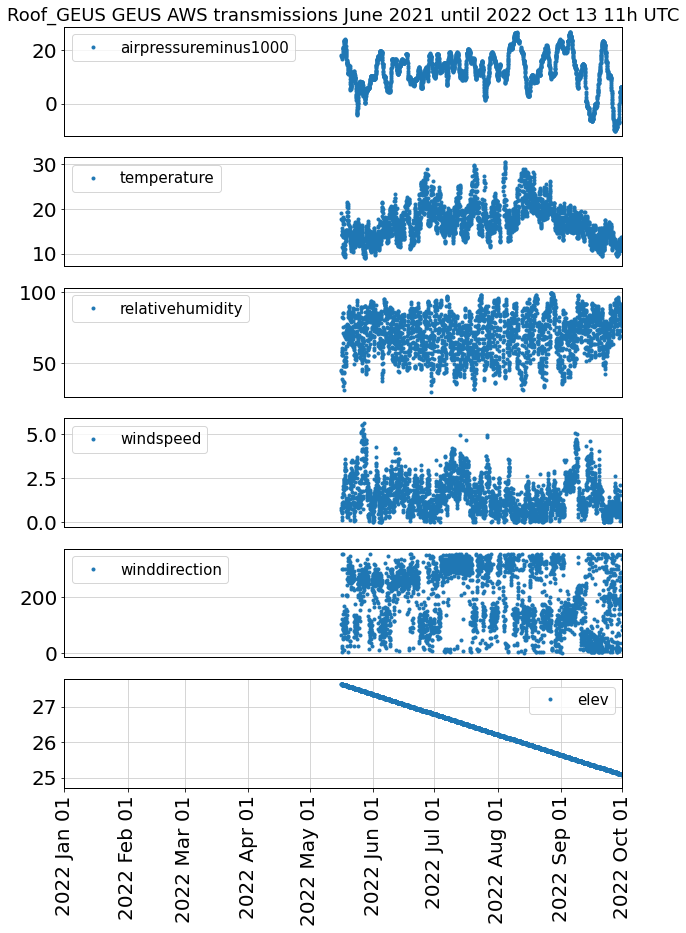 Roof_GEUS GEUS AWS transmissions June 2021 until 2022 Oct 13 11h UTC
airpressureminus1000
20
0
temperature
30
20
10
relativehumidity
100
50
windspeed
5.0
2.5
0.0
winddirection
200
0
elev
27
26
25
2022 Jan 01
2022 Feb 01
2022 Mar 01
2022 Apr 01
2022 May 01
2022 Jun 01
2022 Jul 01
2022 Aug 01
2022 Sep 01
2022 Oct 01